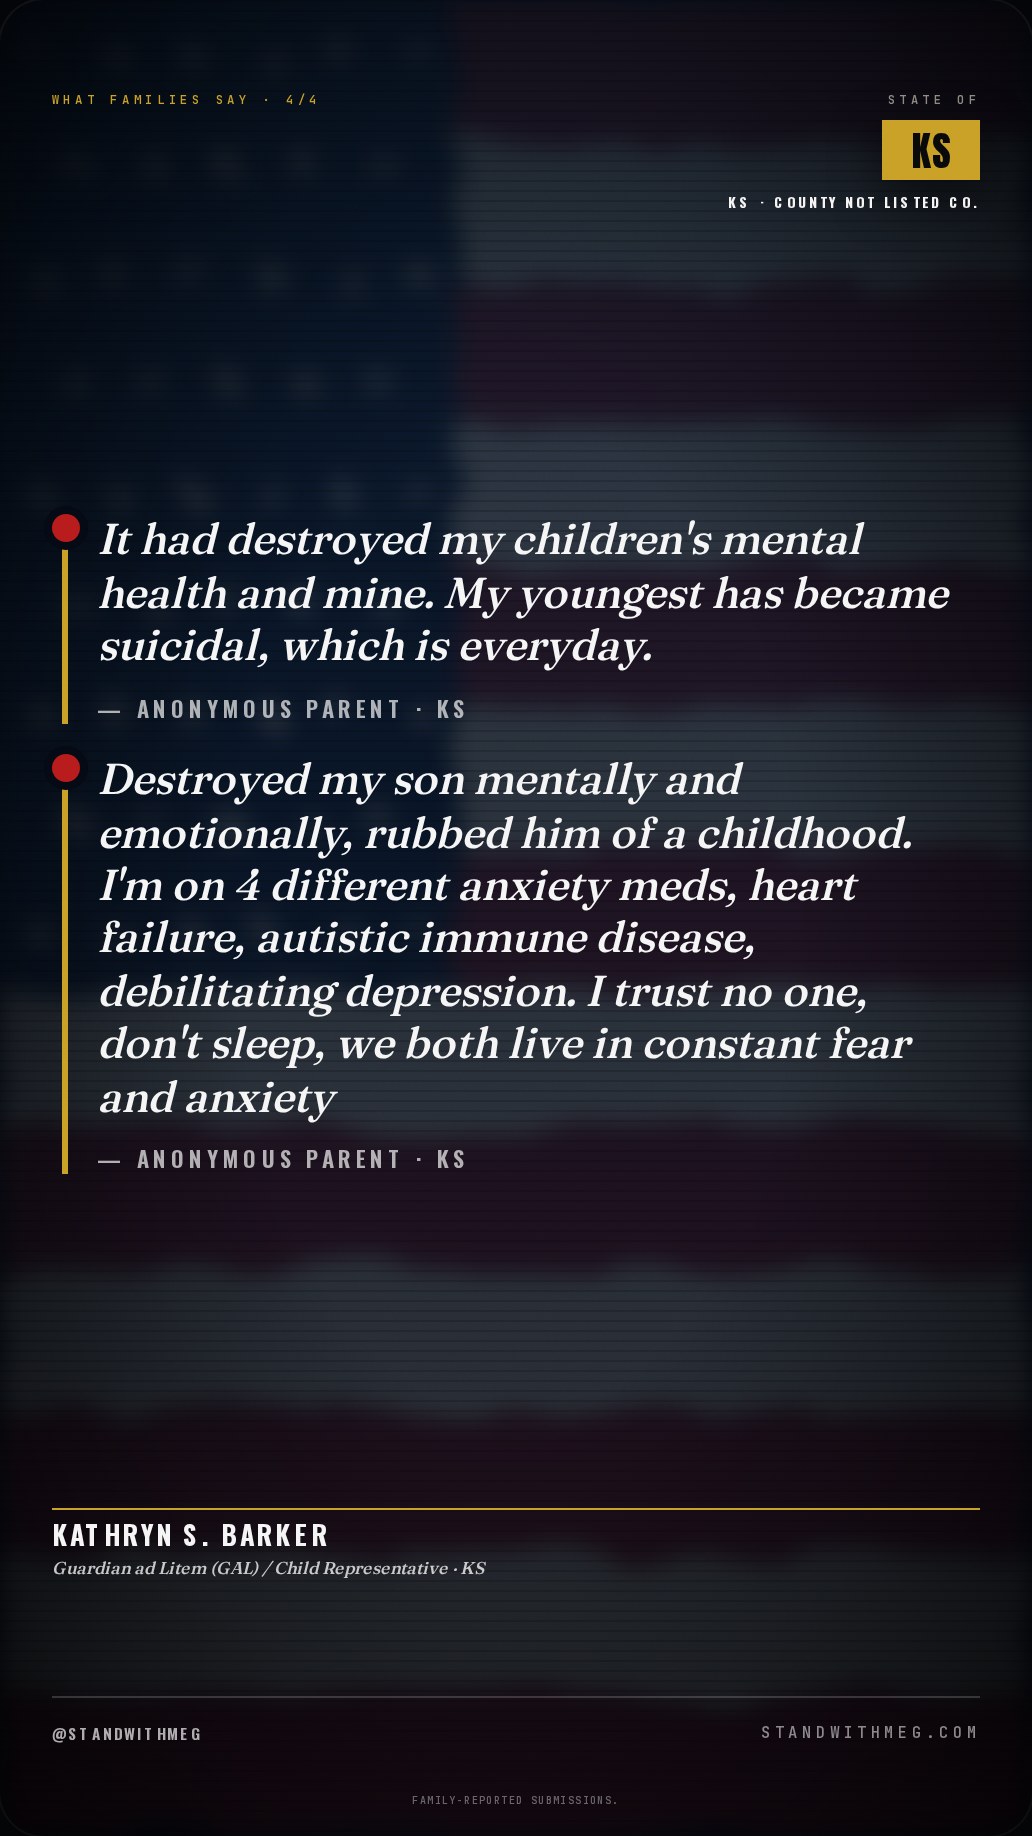 WHAT FAMILIES SAY · 4/4
STATE OF
KS
KS · COUNTY NOT LISTED CO.
It had destroyed my children's mental
health and mine. My youngest has became
suicidal, which is everyday.
— ANONYMOUS PARENT · KS
Destroyed my son mentally and
emotionally, rubbed him of a childhood.
I'm on 4 different anxiety meds, heart
failure, autistic immune disease,
debilitating depression. I trust no one,
don't sleep, we both live in constant fear
and anxiety
— ANONYMOUS PARENT · KS
KATHRYN S. BARKER
Guardian ad Litem (GAL) / Child Representative · KS
@STANDWITHMEG
STANDWITHMEG.COM
FAMILY-REPORTED SUBMISSIONS.